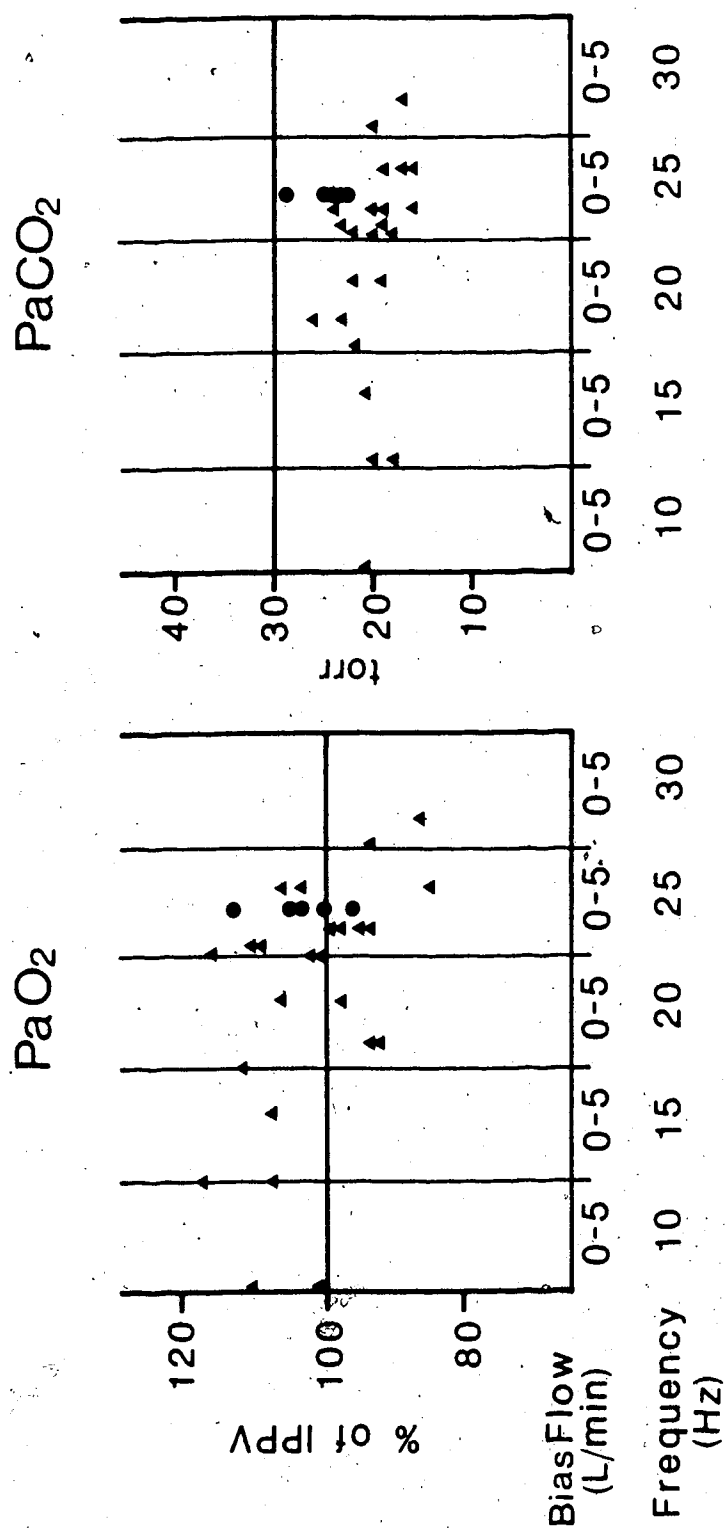 PaO2
% of IPPV
120
100
80
Bias Flow
(L/min)
0-5 0-5 0-5 0-5 0-5
Frequency
(Hz)
10 15 20 25 30
PaCO2
torr
40
30
20
10
0-5 0-5 0-5 0-5 0-5
10 15 20 25 30